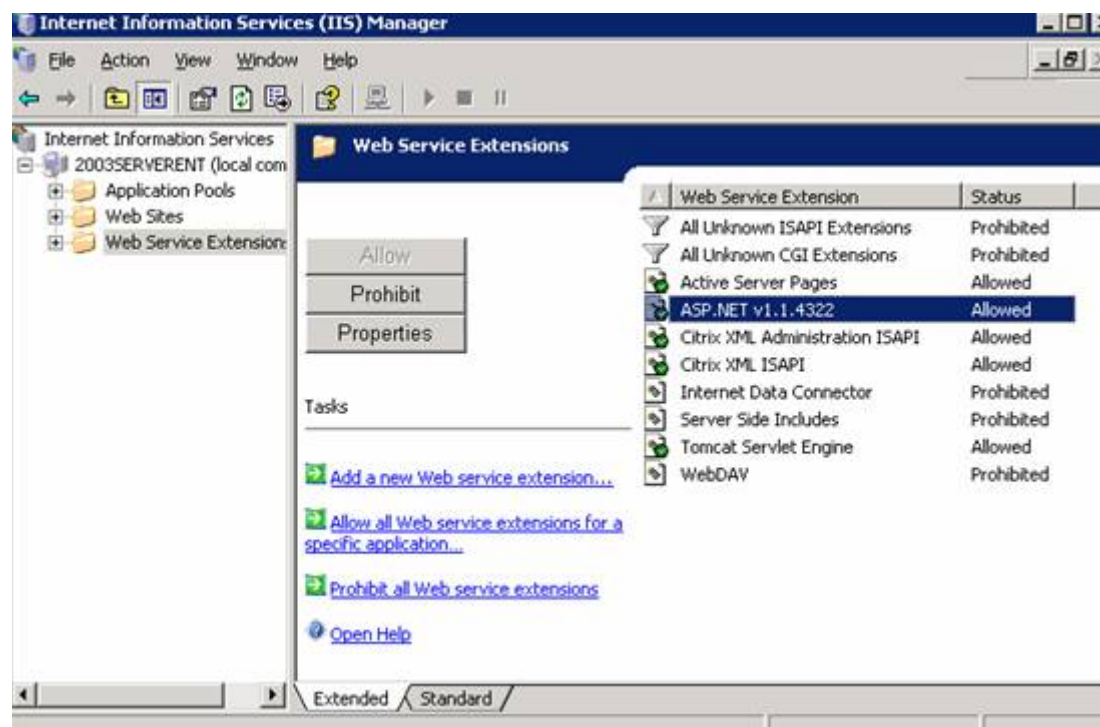 Internet Information Services (IIS) Manager
File Action View Window Help
Internet Information Services
2003SERVERENT (local com
Application Pools
Web Sites
Web Service Extension
Web Service Extensions
Allow
Prohibit
Properties
Tasks
Add a new Web service extension...
Allow all Web service extensions for a
specific application...
Prohibit all Web service extensions
Open Help
Web Service Extension Status
All Unknown ISAPI Extensions Prohibited
All Unknown CGI Extensions Prohibited
Active Server Pages Allowed
ASP.NET v1.1.4322 Allowed
Citrix XML Administration ISAPI Allowed
Citrix XML ISAPI Allowed
Internet Data Connector Prohibited
Server Side Includes Prohibited
Tomcat Servlet Engine Allowed
WebDAV Prohibited
Extended Standard